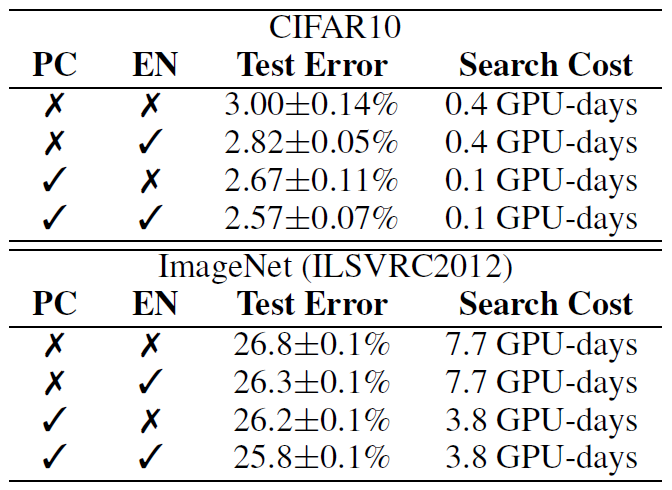 CIFAR10
PC EN Test Error Search Cost
✗ ✗ 3.00±0.14% 0.4 GPU-days
✗ ✓ 2.82±0.05% 0.4 GPU-days
✓ ✗ 2.67±0.11% 0.1 GPU-days
✓ ✓ 2.57±0.07% 0.1 GPU-days
ImageNet (ILSVRC2012)
PC EN Test Error Search Cost
✗ ✗ 26.8±0.1% 7.7 GPU-days
✗ ✓ 26.3±0.1% 7.7 GPU-days
✓ ✗ 26.2±0.1% 3.8 GPU-days
✓ ✓ 25.8±0.1% 3.8 GPU-days